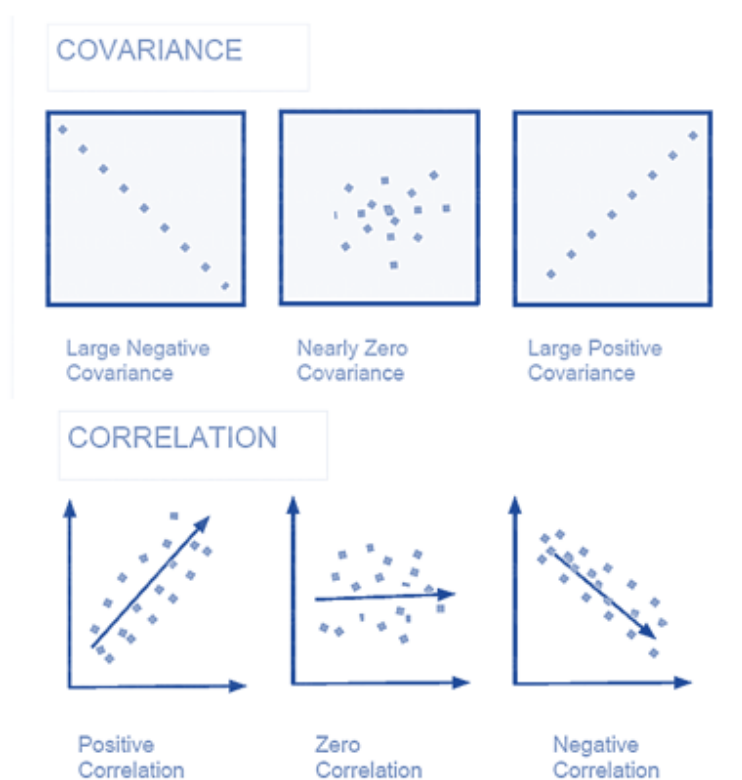 COVARIANCE
Large Negative
Covariance
Nearly Zero
Covariance
Large Positive
Covariance
CORRELATION
Positive
Correlation
Zero
Correlation
Negative
Correlation